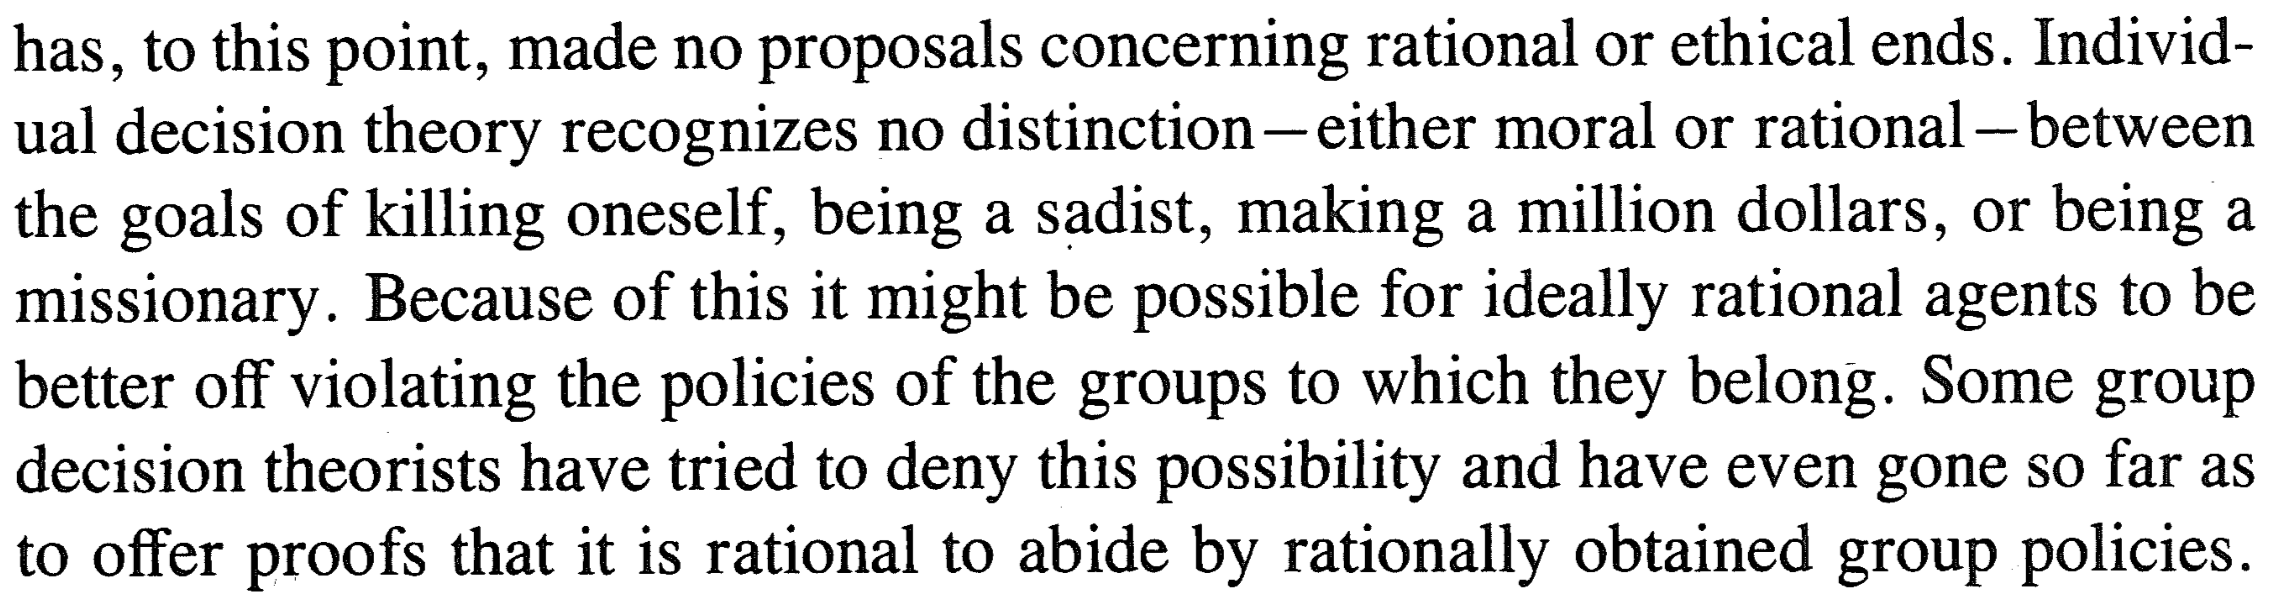 has, to this point, made no proposals concerning rational or ethical ends. Individ-
ual decision theory recognizes no distinction—either moral or rational—between
the goals of killing oneself, being a sadist, making a million dollars, or being a
missionary. Because of this it might be possible for ideally rational agents to be
better off violating the policies of the groups to which they belong. Some group
decision theorists have tried to deny this possibility and have even gone so far as
to offer proofs that it is rational to abide by rationally obtained group policies.